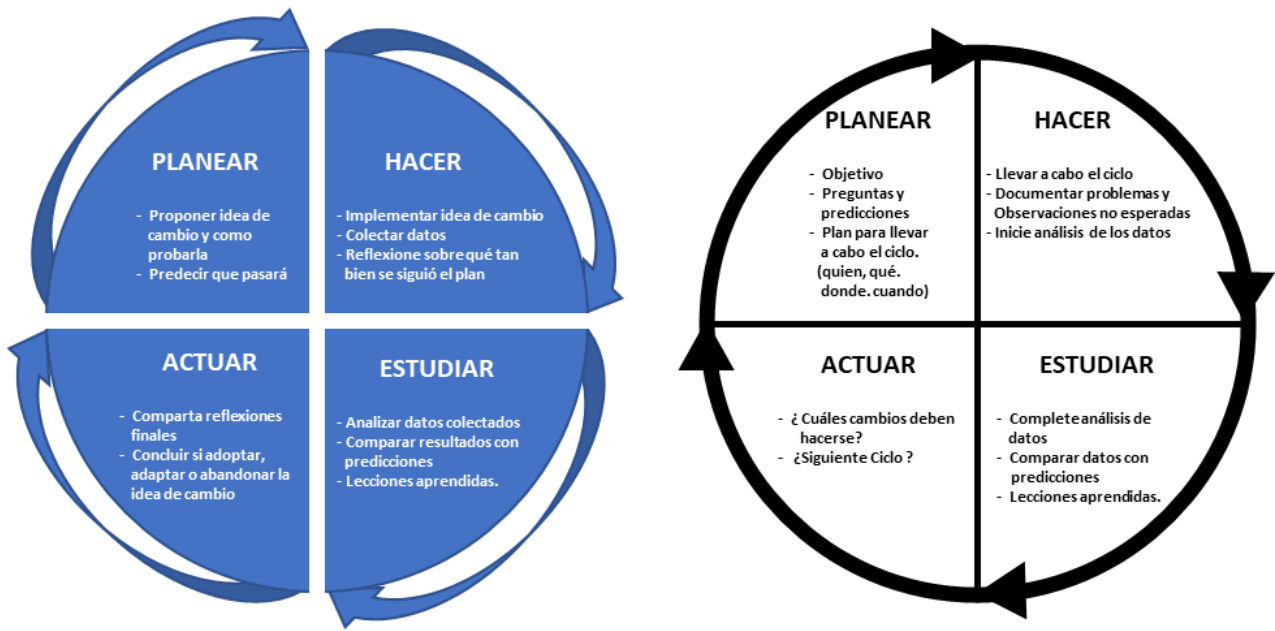 PLANEAR
- Proponer idea de
cambio y como
probarla
- Predecir que pasará
HACER
- Implementar idea de cambio
- Colectar datos
- Reflexione sobre qué tan
bien se siguió el plan
ACTUAR
- Comparta reflexiones
finales
- Concluir si adoptar,
adaptar o abandonar la
idea de cambio
ESTUDIAR
- Analizar datos colectados
- Comparar resultados con
predicciones
- Lecciones aprendidas.
PLANEAR
- Objetivo
- Preguntas y
predicciones
- Plan para llevar
a cabo el ciclo.
(quien, qué.
donde. cuando)
HACER
- Llevar a cabo el ciclo
- Documentar problemas y
Observaciones no esperadas
- Inicie análisis de los datos
ACTUAR
- ¿ Cuáles cambios deben
hacerse?
- ¿Siguiente Ciclo ?
ESTUDIAR
- Complete análisis de
datos
- Comparar datos con
predicciones
- Lecciones aprendidas.